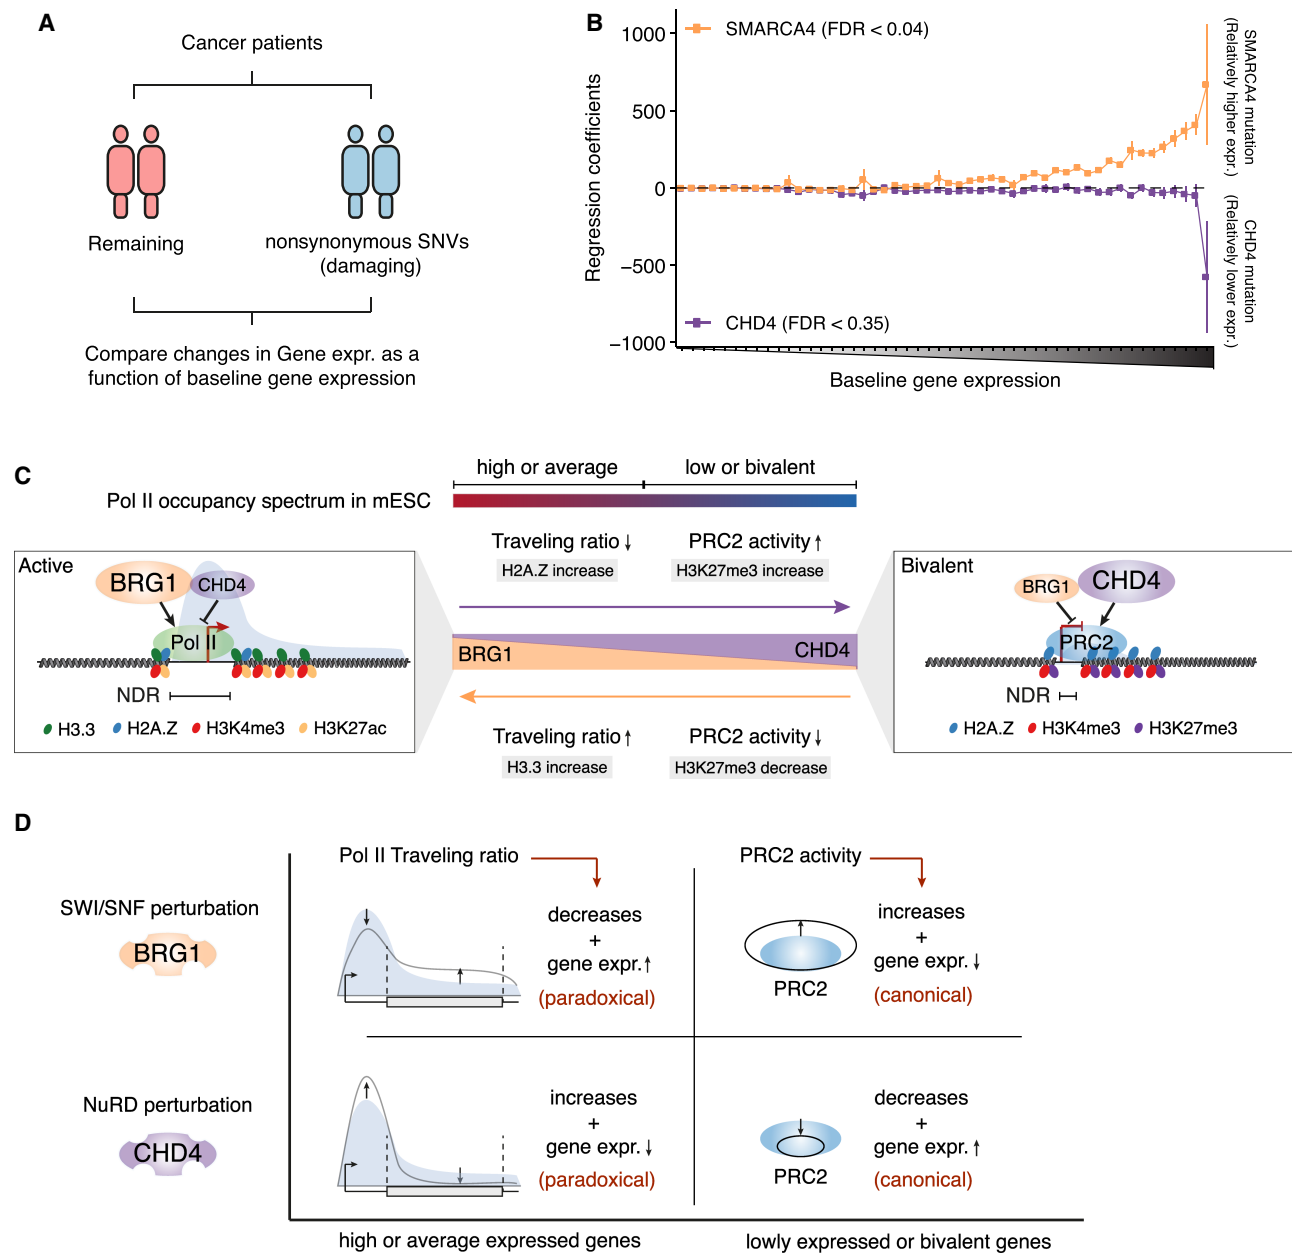 A
Cancer patients
Remaining
nonsynonymous SNVs
(damaging)
Compare changes in Gene expr. as a
function of baseline gene expression
B
Regression coefficients
1000
500
0
−500
−1000
SMARCA4 (FDR < 0.04)
CHD4 (FDR < 0.35)
SMARCA4 mutation
(Relatively higher expr.)
CHD4 mutation
(Relatively lower expr.)
Baseline gene expression
C
high or average
low or bivalent
Pol II occupancy spectrum in mESC
Traveling ratio ↓
PRC2 activity ↑
H2A.Z increase
H3K27me3 increase
Active
BRG1
CHD4
Pol II
NDR
H3.3
H2A.Z
H3K4me3
H3K27ac
BRG1
CHD4
Traveling ratio ↑
PRC2 activity ↓
H3.3 increase
H3K27me3 decrease
Bivalent
BRG1
CHD4
PRC2
NDR
H2A.Z
H3K4me3
H3K27me3
D
Pol II Traveling ratio
PRC2 activity
SWI/SNF perturbation
BRG1
decreases
+
gene expr. ↑
(paradoxical)
PRC2
increases
+
gene expr. ↓
(canonical)
NuRD perturbation
CHD4
increases
+
gene expr. ↓
(paradoxical)
PRC2
decreases
+
gene expr. ↑
(canonical)
high or average expressed genes
lowly expressed or bivalent genes